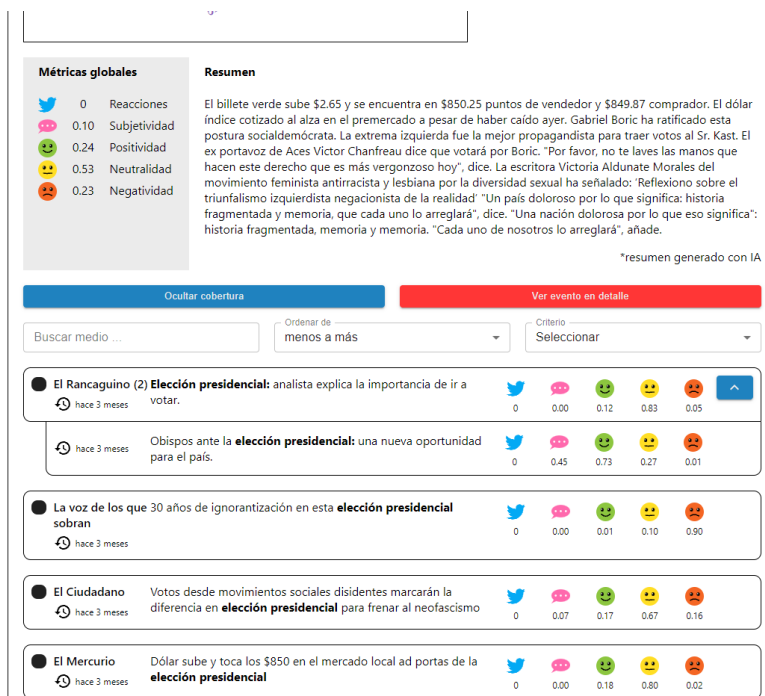 Métricas globales
0 Reacciones
0.10 Subjetividad
0.24 Positividad
0.53 Neutralidad
0.23 Negatividad
Resumen
El billete verde sube $2.65 y se encuentra en $850.25 puntos de vendedor y $849.87 comprador. El dólar
índice cotizado al alza en el premercado a pesar de haber caído ayer. Gabriel Boric ha ratificado esta
postura socialdemócrata. La extrema izquierda fue la mejor propagandista para traer votos al Sr. Kast. El
ex portavoz de Aces Victor Chanfreau dice que votará por Boric. "Por favor, no te laves las manos que
hacen este derecho que es más vergonzoso hoy", dice. La escritora Victoria Aldunate Morales del
movimiento feminista antirracista y lesbiana por la diversidad sexual ha señalado: 'Reflexiono sobre el
triunfalismo izquierdista negacionista de la realidad' "Un país doloroso por lo que significa: historia
fragmentada y memoria, que cada uno lo arreglará", dice. "Una nación dolorosa por lo que eso significa":
historia fragmentada, memoria y memoria. "Cada uno de nosotros lo arreglará", añade.
*resumen generado con IA
Ocultar cobertura
Ver evento en detalle
Buscar medio ...
Ordenar de
menos a más
Criterio
Seleccionar
El Rancaguino (2)
hace 3 meses
Elección presidencial: analista explica la importancia de ir a
votar.
0 0.00 0.12 0.83 0.05
hace 3 meses
Obispos ante la elección presidencial: una nueva oportunidad
para el país.
0 0.45 0.73 0.27 0.01
La voz de los que
sobran
hace 3 meses
30 años de ignorantización en esta elección presidencial
0 0.00 0.01 0.10 0.90
El Ciudadano
hace 3 meses
Votos desde movimientos sociales disidentes marcarán la
diferencia en elección presidencial para frenar al neofascismo
0 0.07 0.17 0.67 0.16
El Mercurio
hace 3 meses
Dólar sube y toca los $850 en el mercado local ad portas de la
elección presidencial
0 0.00 0.18 0.80 0.02